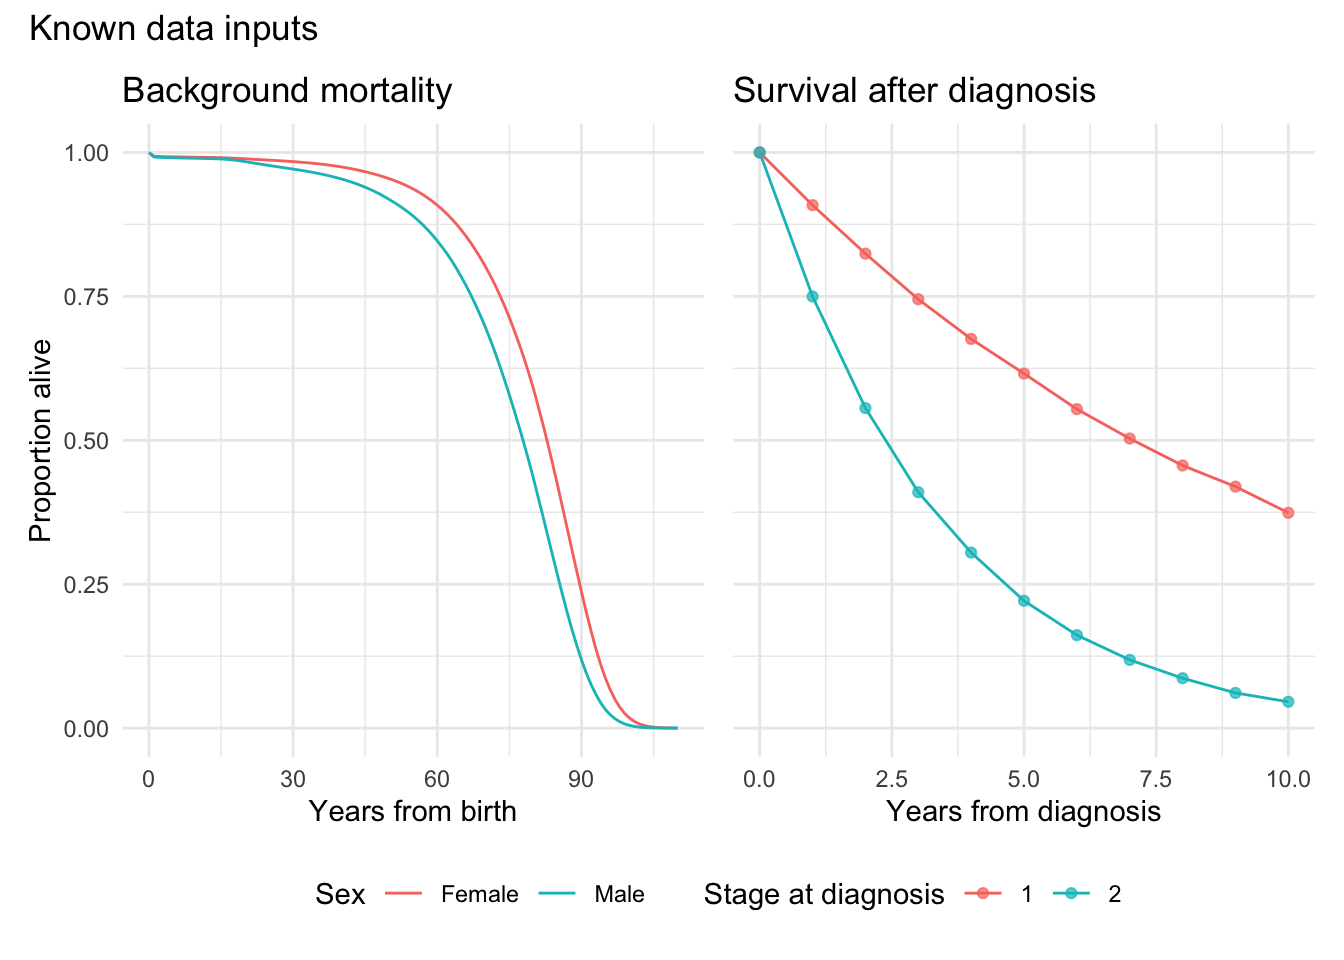 Known data inputs
Background mortality
Survival after diagnosis
Proportion alive
1.00
0.75
0.50
0.25
0.00
0 30 60 90
0.0 2.5 5.0 7.5 10.0
Years from birth
Years from diagnosis
Sex Female Male
Stage at diagnosis 1 2